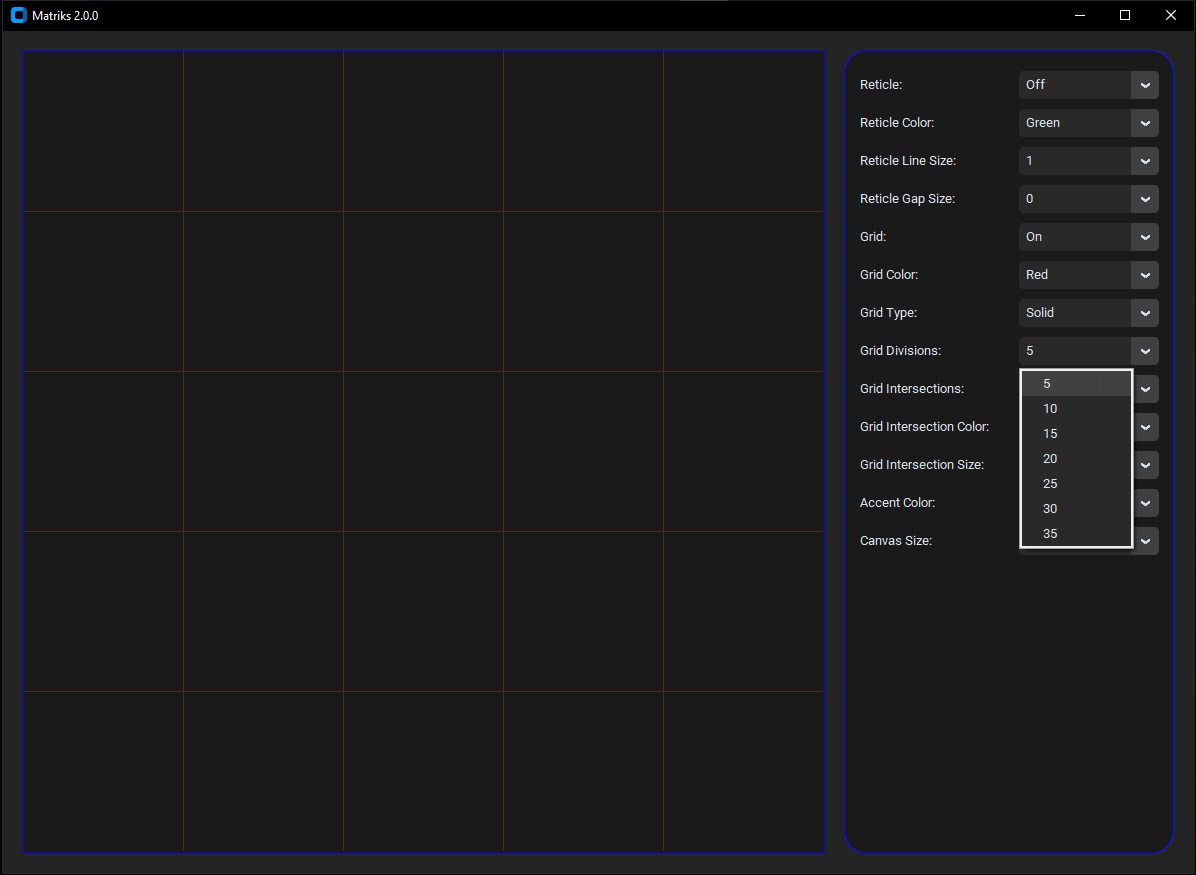 Matriks 2.0.0
Reticle: Off
Reticle Color: Green
Reticle Line Size: 1
Reticle Gap Size: 0
Grid: On
Grid Color: Red
Grid Type: Solid
Grid Divisions: 5
Grid Intersections: 5
10
Grid Intersection Color: 15
Grid Intersection Size: 20
25
Accent Color: 30
Canvas Size: 35